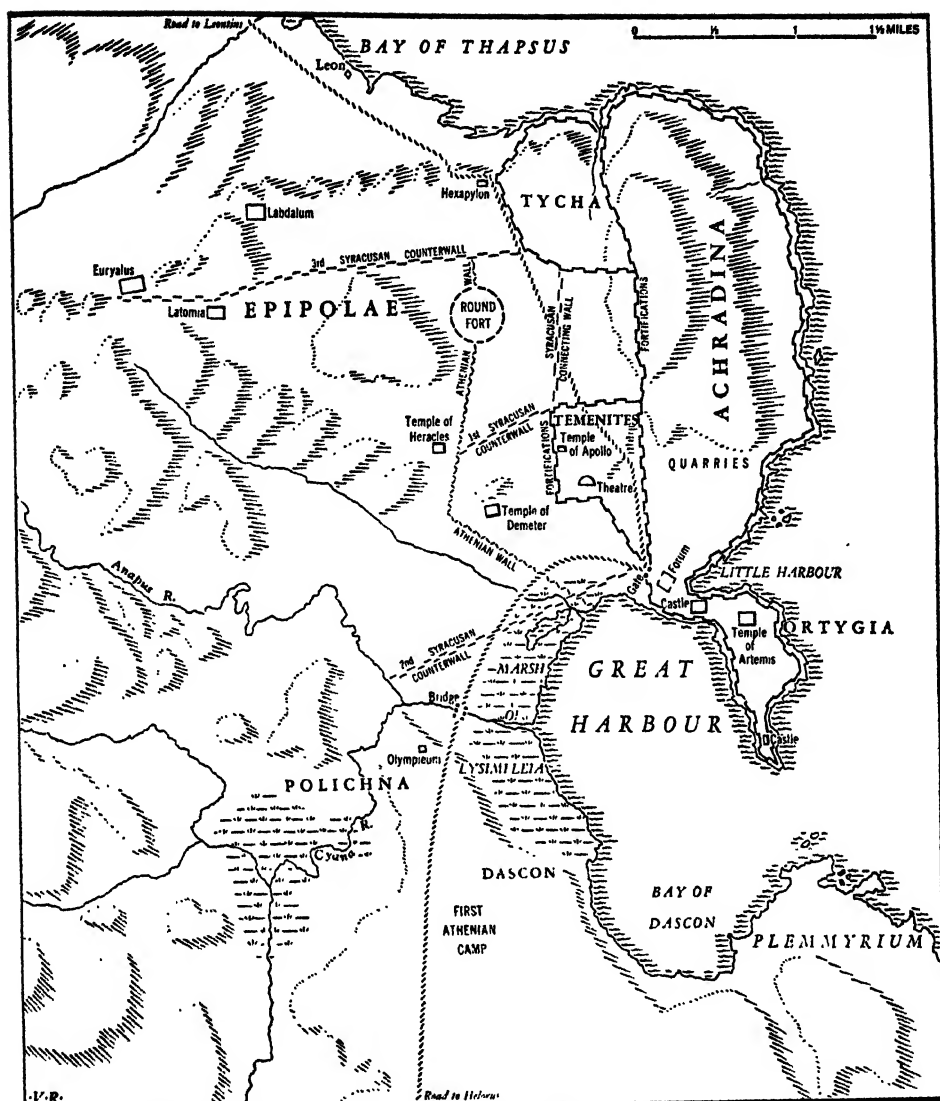 Road to Leontini
BAY OF THAPSUS
0 ½ 1 1½ MILES
Leon
Hexapylon
TYCHA
Labdalum
ACHRADINA
Euryalus
3rd SYRACUSAN COUNTERWALL
WALL
Latomia
EPIPOLAE
ROUND
FORT
SYRACUSAN
CONNECTING WALL
FORTIFICATIONS
ATHENIAN
Temple of
Heracles
1st SYRACUSAN
COUNTERWALL
TEMENITES
Temple
of Apollo
FORTIFICATIONS
Theatre
QUARRIES
Temple of
Demeter
ATHENIAN WALL
Anapus
R.
Gate
Forum
LITTLE HARBOUR
Castle
Temple
of
Artemis
ORTYGIA
2nd SYRACUSAN
COUNTERWALL
MARSH
GREAT
HARBOUR
Bridge
Castle
Olympieum
POLICHNA
Cyana R.
DASCON
FIRST
ATHENIAN
CAMP
BAY OF
DASCON
PLEMMYRIUM
·V·R·
Road to